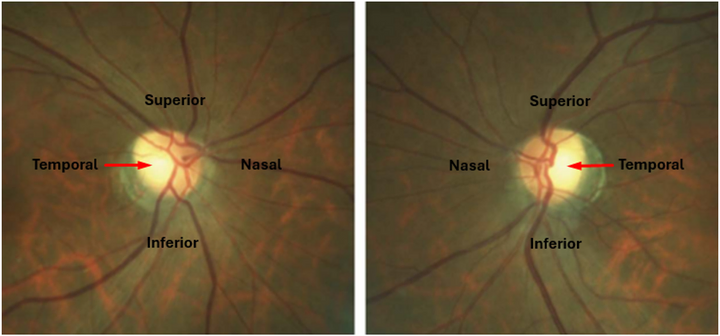 Superior
Temporal
Nasal
Inferior
Superior
Nasal
Temporal
Inferior